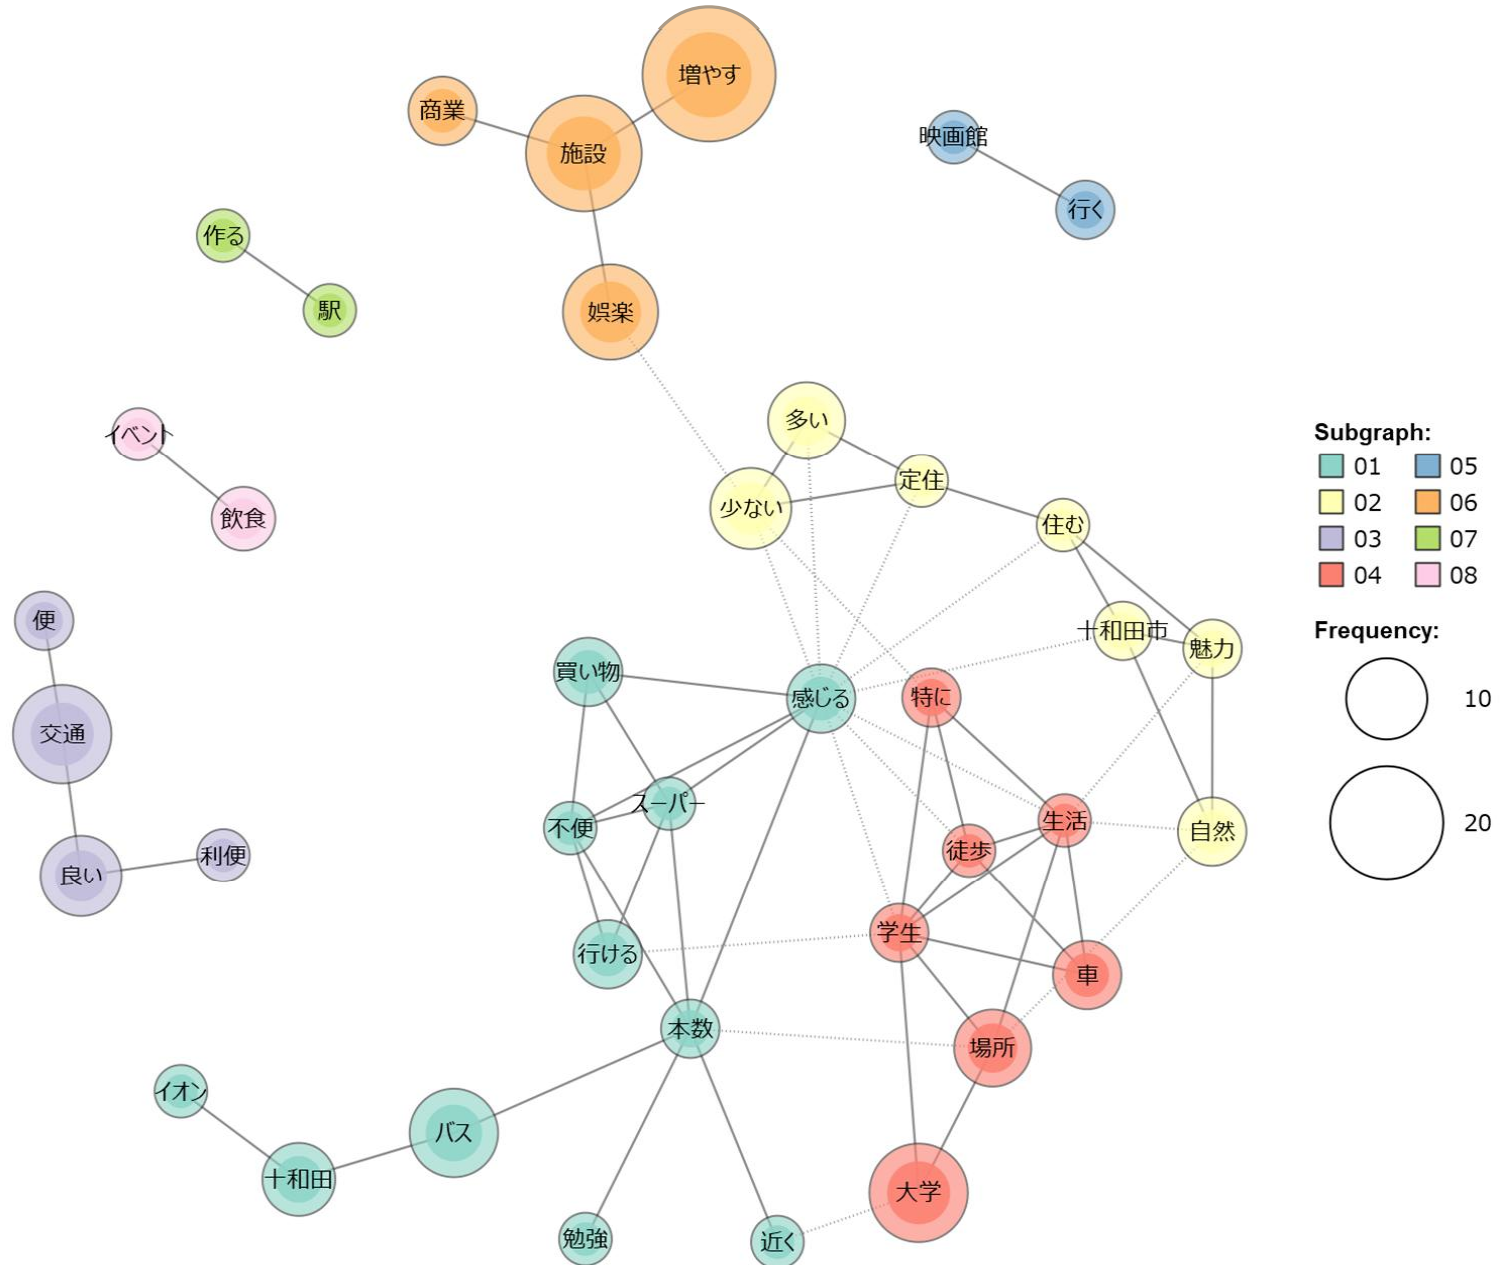 増やす
商業
施設
映画館
行く
作る
駅
娯楽
多い
イベント
定住
少ない
飲食
住む
便
十和田市
魅力
買い物
感じる
特に
交通
スーパー
不便
生活
自然
徒歩
利便
良い
学生
行ける
車
本数
場所
イオン
バス
十和田
大学
勉強
近く
Subgraph:
01 05
02 06
03 07
04 08
Frequency:
10
20